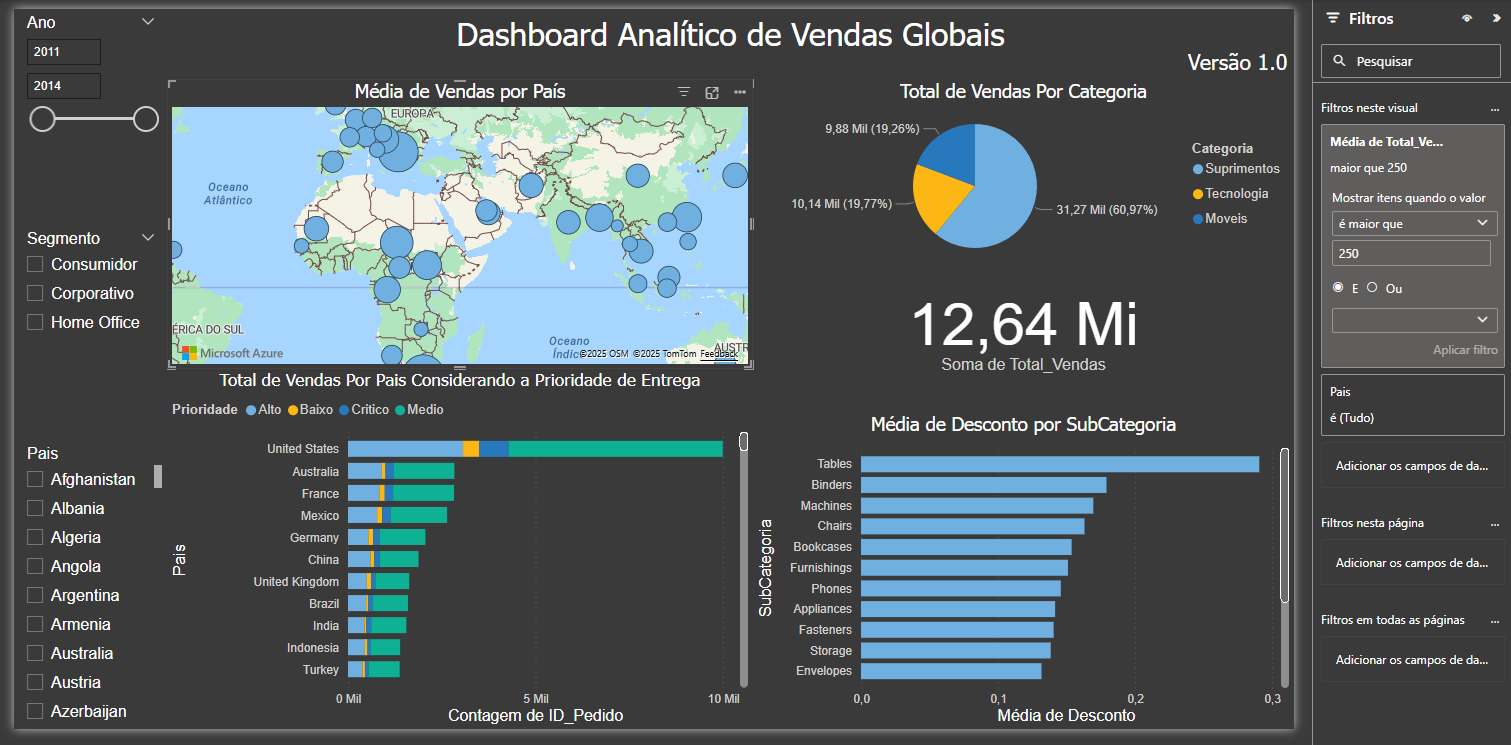 Dashboard Analítico de Vendas Globais
Versão 1.0
Ano
2011
2014
Segmento
Consumidor
Corporativo
Home Office
Pais
Afghanistan
Albania
Algeria
Angola
Argentina
Armenia
Australia
Austria
Azerbaijan
Média de Vendas por País
EUROPA
Oceano
Atlântico
ÉRICA DO SUL
Oceano
Índic
AUSTR
Microsoft Azure
©2025 OSM ©2025 TomTom Feedback
Total de Vendas Por Categoria
9,88 Mil (19,26%)
10,14 Mil (19,77%)
31,27 Mil (60,97%)
Categoria
Suprimentos
Tecnologia
Moveis
12,64 Mi
Soma de Total_Vendas
Total de Vendas Por Pais Considerando a Prioridade de Entrega
Prioridade Alto Baixo Critico Medio
Pais
United States
Australia
France
Mexico
Germany
China
United Kingdom
Brazil
India
Indonesia
Turkey
0 Mil 5 Mil 10 Mil
Contagem de ID_Pedido
Média de Desconto por SubCategoria
SubCategoria
Tables
Binders
Machines
Chairs
Bookcases
Furnishings
Phones
Appliances
Fasteners
Storage
Envelopes
0,0 0,1 0,2 0,3
Média de Desconto
Filtros
Pesquisar
Filtros neste visual ...
Média de Total_Ve...
maior que 250
Mostrar itens quando o valor
é maior que
250
E Ou
Aplicar filtro
Pais
é (Tudo)
Adicionar os campos de da...
Filtros nesta página ...
Adicionar os campos de da...
Filtros em todas as páginas ...
Adicionar os campos de da...